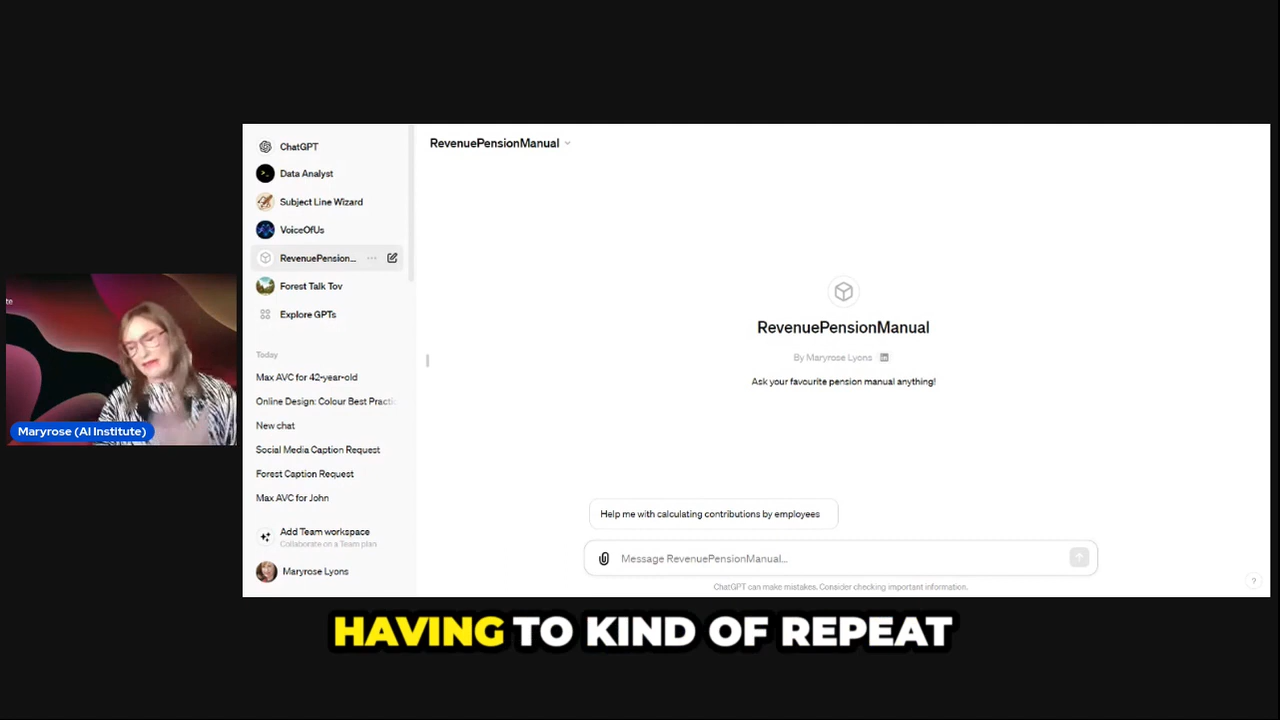 ChatGPT
Data Analyst
Subject Line Wizard
VoiceOfUs
RevenuePension...
Forest Talk Tov
Explore GPTs
Today
Max AVC for 42-year-old
Online Design: Colour Best Practic
New chat
Social Media Caption Request
Forest Caption Request
Max AVC for John
Add Team workspace
Collaborate on a Team plan
Maryrose Lyons
te
Maryrose (AI Institute)
RevenuePensionManual
RevenuePensionManual
By Maryrose Lyons in
Ask your favourite pension manual anything!
Help me with calculating contributions by employees
Message RevenuePensionManual...
ChatGPT can make mistakes. Consider checking important information.
?
HAVING TO KIND OF REPEAT